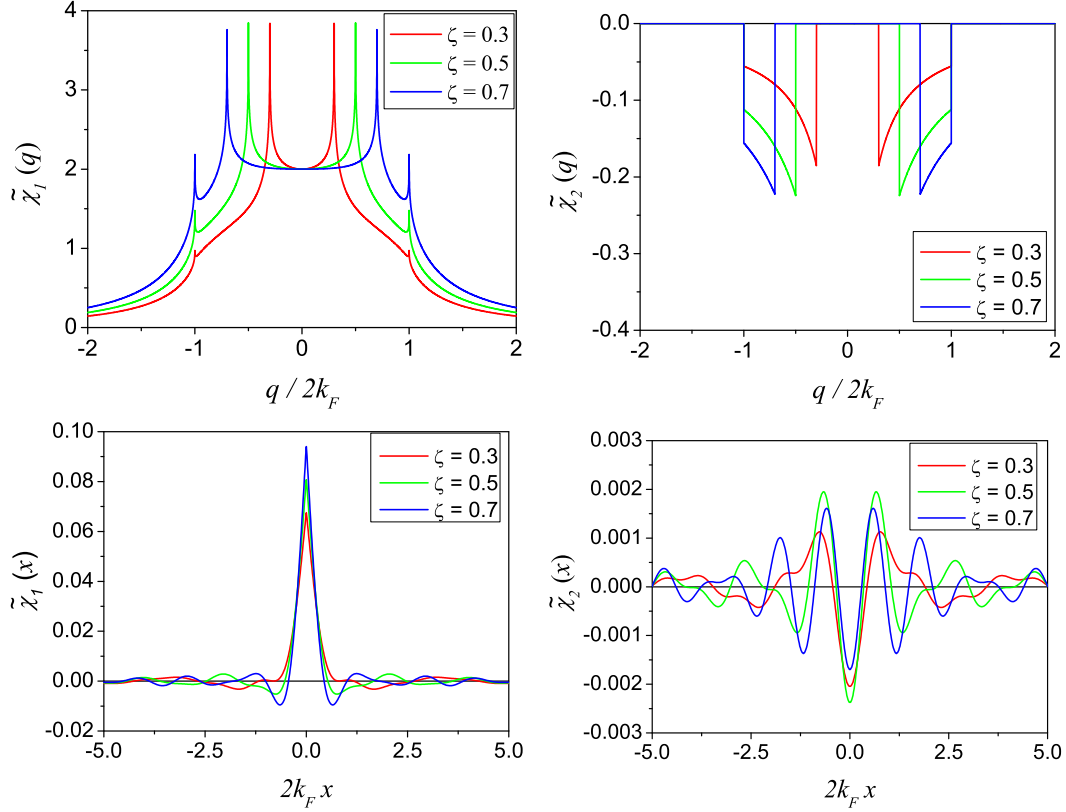 4
3
2
1
0
χ̃₁ (q)
ζ = 0.3
ζ = 0.5
ζ = 0.7
-2 -1 0 1 2
q / 2k_F
0.0
-0.1
-0.2
-0.3
-0.4
χ̃₂ (q)
ζ = 0.3
ζ = 0.5
ζ = 0.7
-2 -1 0 1 2
q / 2k_F
0.10
0.08
0.06
0.04
0.02
0.00
-0.02
χ̃₁ (x)
ζ = 0.3
ζ = 0.5
ζ = 0.7
-5.0 -2.5 0.0 2.5 5.0
2k_F x
0.003
0.002
0.001
0.000
-0.001
-0.002
-0.003
χ̃₂ (x)
ζ = 0.3
ζ = 0.5
ζ = 0.7
-5.0 -2.5 0.0 2.5 5.0
2k_F x